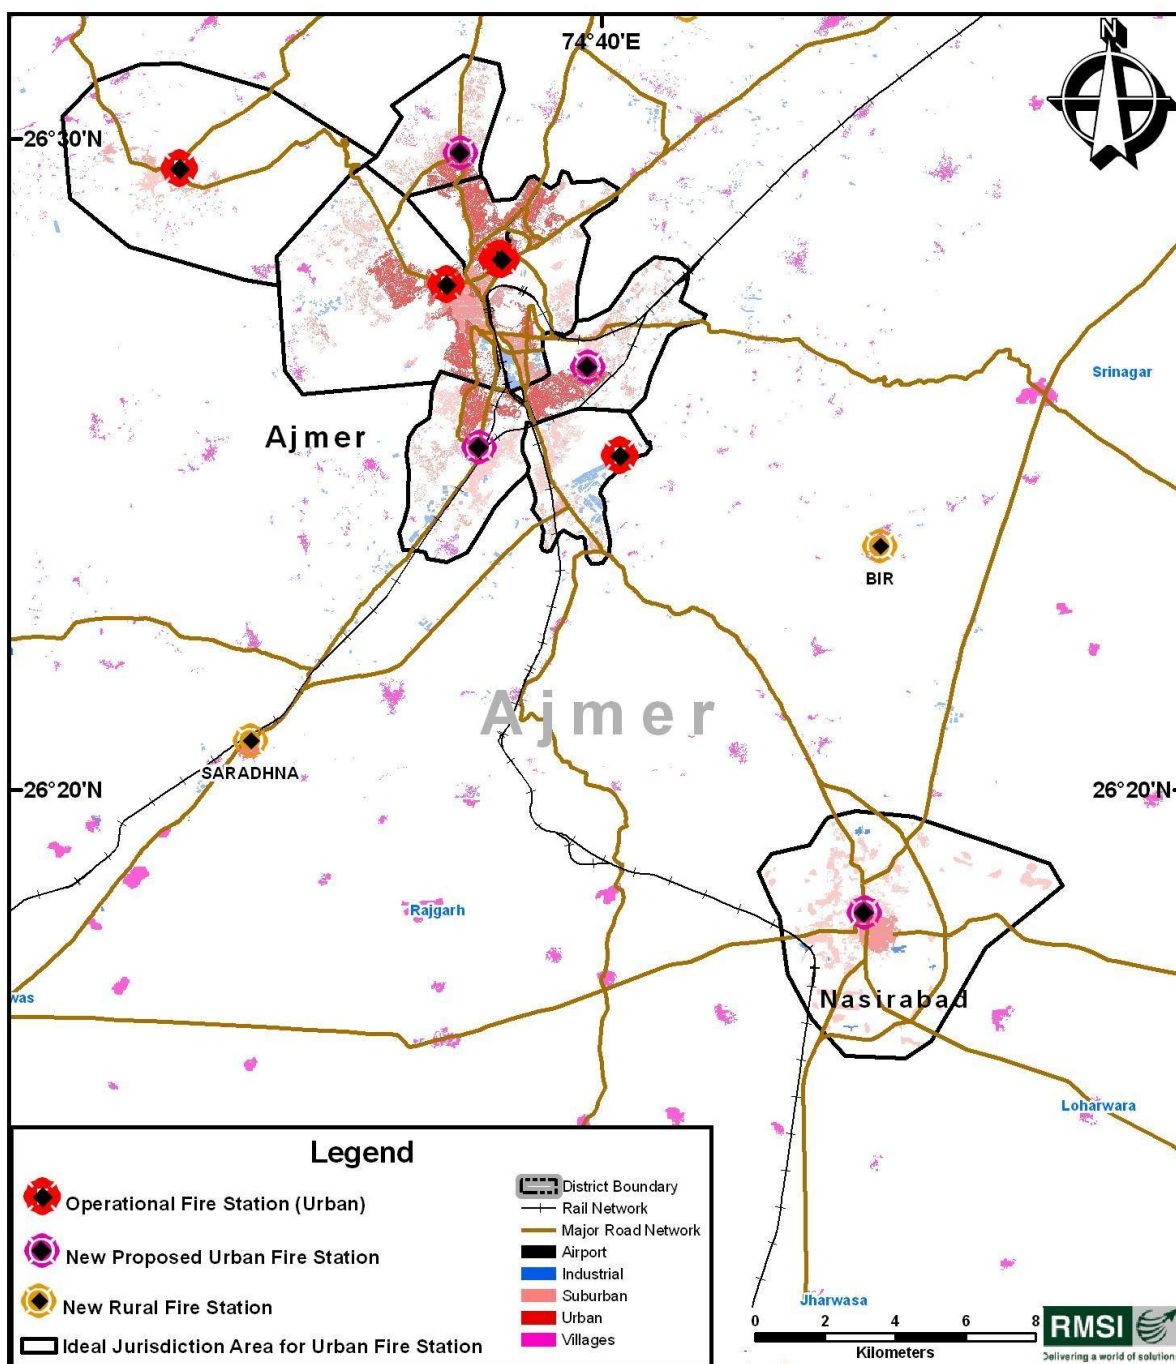 74°40'E
N
26°30'N
Srinagar
Ajmer
BIR
Ajmer
SARADHNA
26°20'N
26°20'N
Rajgarh
was
Nasirabad
Loharwara
Jharwasa
Legend
Operational Fire Station (Urban)
New Proposed Urban Fire Station
New Rural Fire Station
Ideal Jurisdiction Area for Urban Fire Station
District Boundary
Rail Network
Major Road Network
Airport
Industrial
Suburban
Urban
Villages
0 2 4 6 8
Kilometers
RMSI
Delivering a world of solution